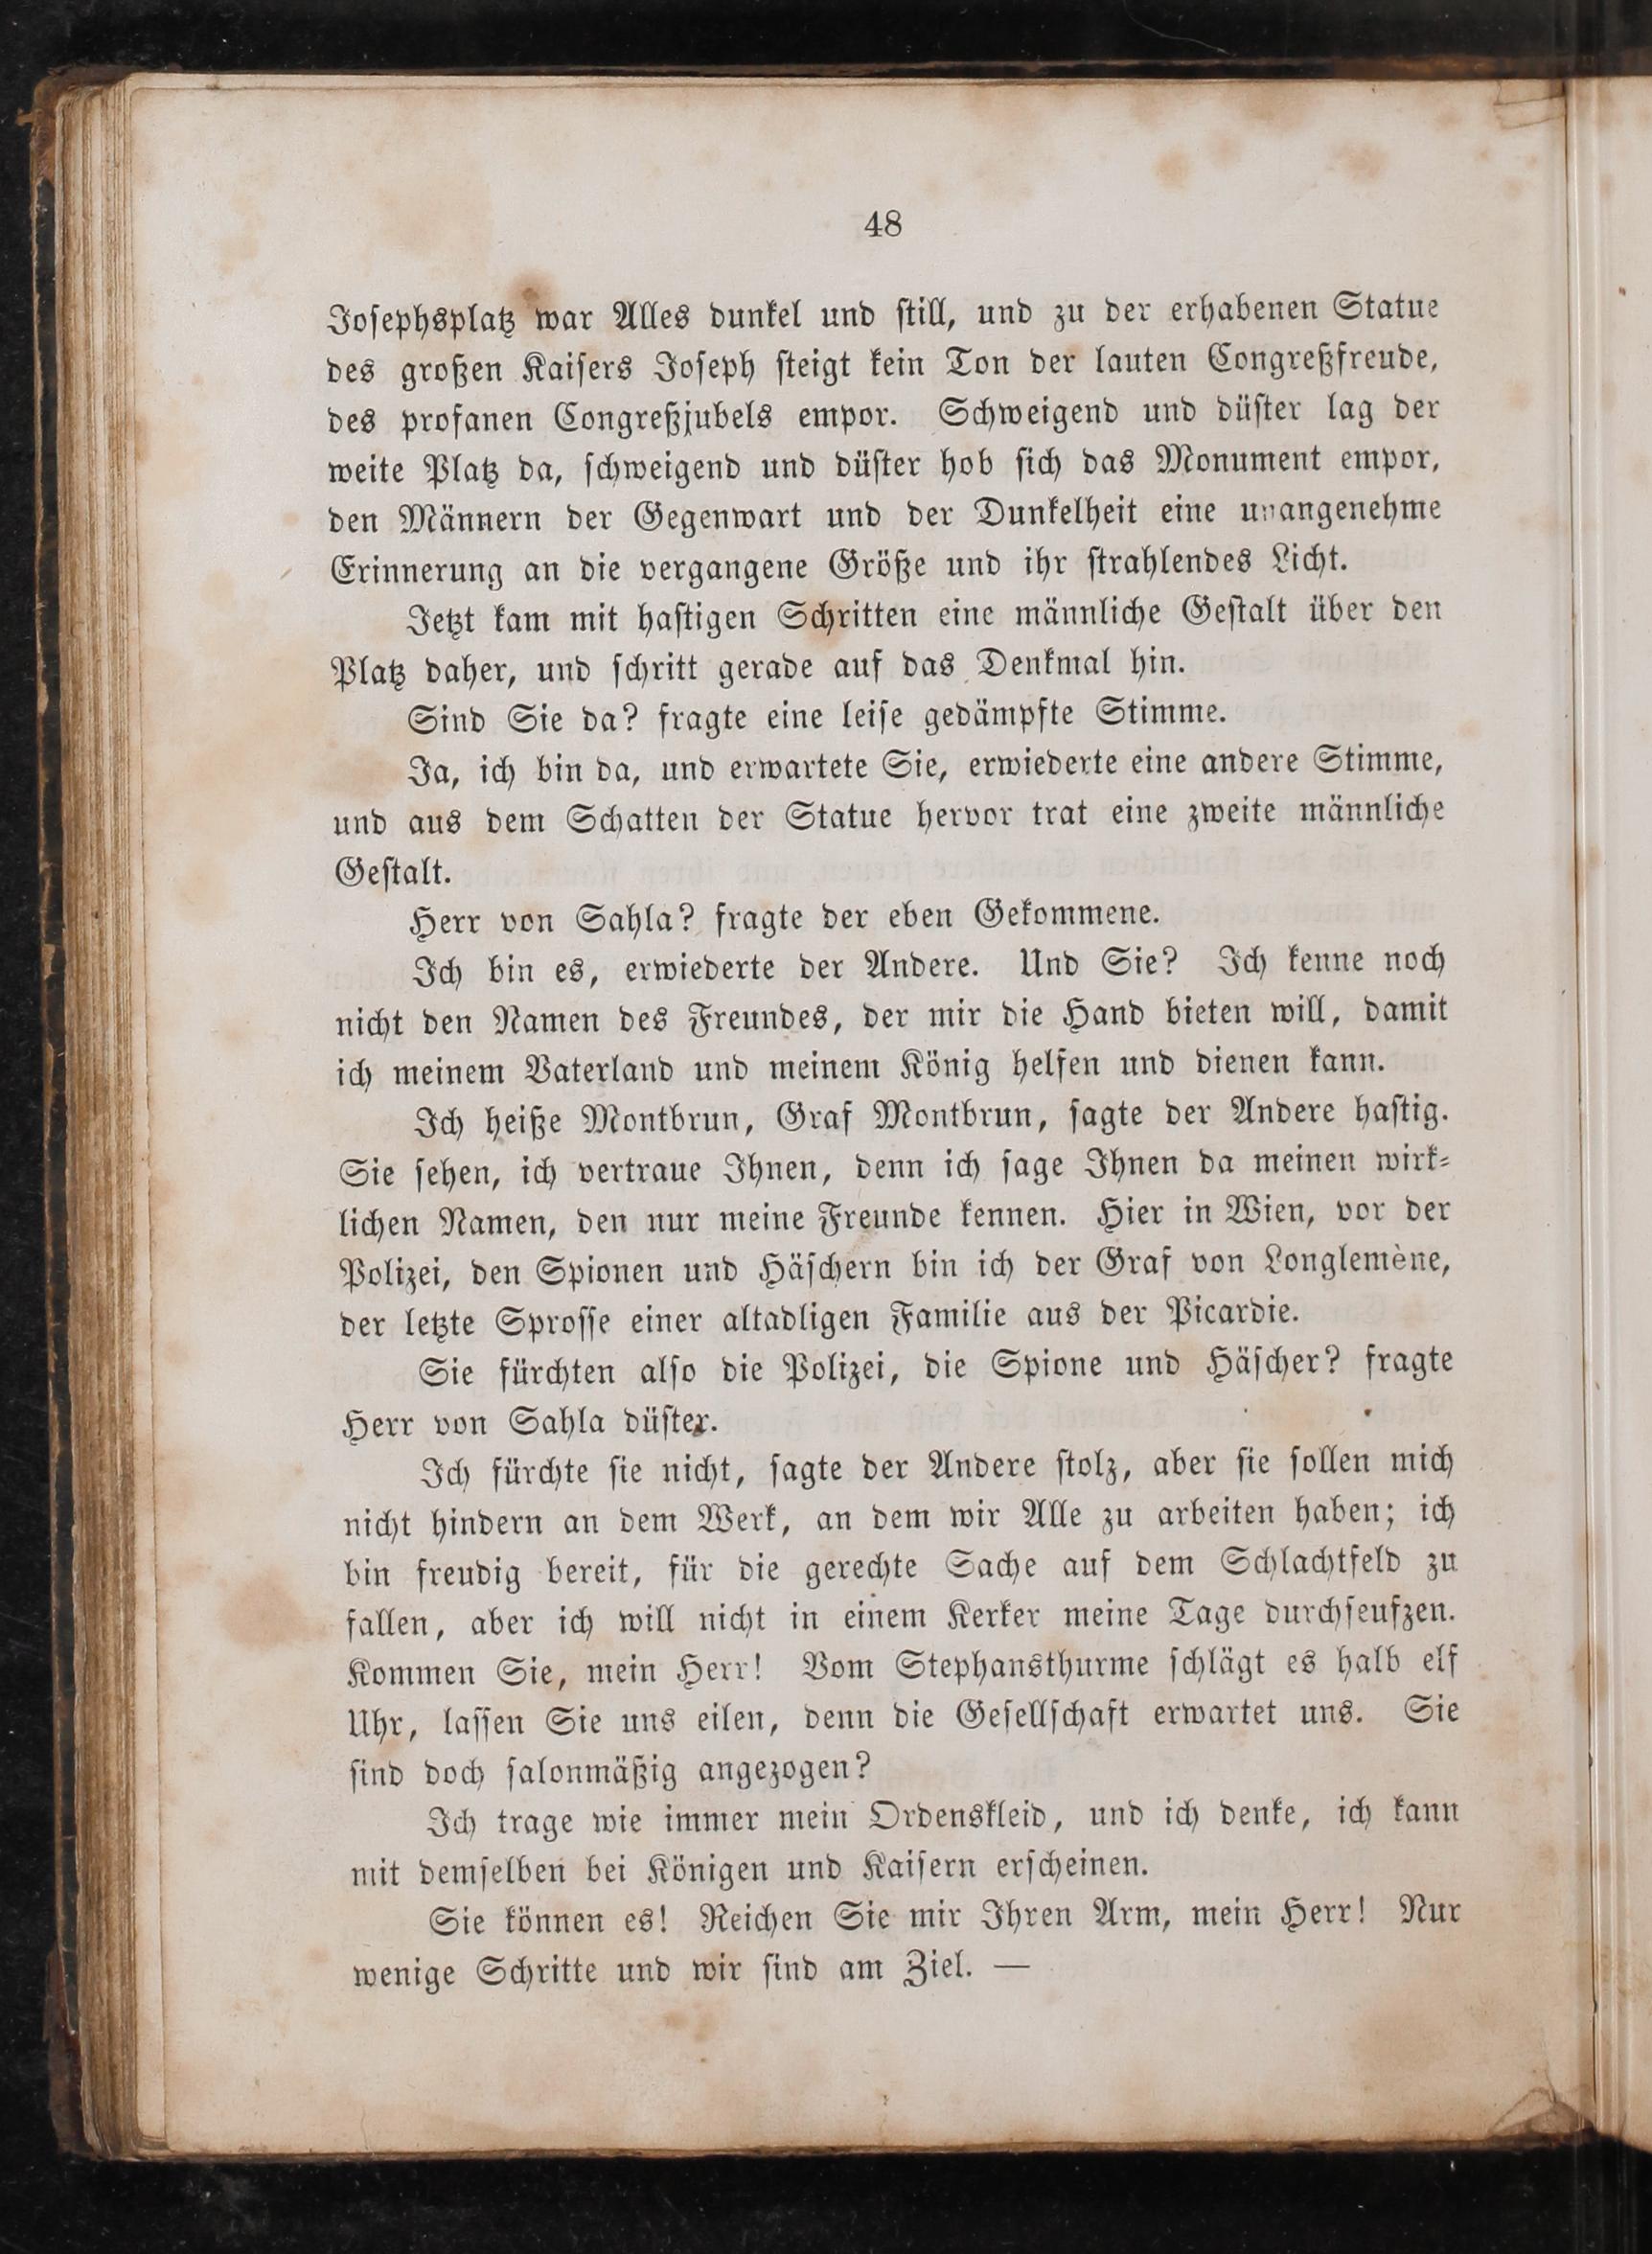 48
Josephsplatz war Alles dunkel und still, und zu der erhabenen Statue
des großen Kaisers Joseph steigt kein Ton der lauten Congreßfreude,
des profanen Congreßjubels empor. Schweigend und düster lag der
weite Platz da, schweigend und düster hob sich das Monument empor,
den Männern der Gegenwart und der Dunkelheit eine unangenehme
Erinnerung an die vergangene Größe und ihr strahlendes Licht.
Jetzt kam mit hastigen Schritten eine männliche Gestalt über den
Platz daher, und schritt gerade auf das Denkmal hin.
Sind Sie da? fragte eine leise gedämpfte Stimme.
Ja, ich bin da, und erwartete Sie, erwiederte eine andere Stimme,
und aus dem Schatten der Statue hervor trat eine zweite männliche
Gestalt.
Herr von Sahla? fragte der eben Gekommene.
Ich bin es, erwiederte der Andere. Und Sie? Ich kenne noch
nicht den Namen des Freundes, der mir die Hand bieten will, damit
ich meinem Vaterland und meinem König helfen und dienen kann.
Ich heiße Montbrun, Graf Montbrun, sagte der Andere hastig.
Sie sehen, ich vertraue Ihnen, denn ich sage Ihnen da meinen wirk-
lichen Namen, den nur meine Freunde kennen. Hier in Wien, vor der
Polizei, den Spionen und Häschern bin ich der Graf von Longlemène,
der letzte Sprosse einer altadligen Familie aus der Picardie.
Sie fürchten also die Polizei, die Spione und Häscher? fragte
Herr von Sahla düster.
Ich fürchte sie nicht, sagte der Andere stolz, aber sie sollen mich
nicht hindern an dem Werk, an dem wir Alle zu arbeiten haben; ich
bin freudig bereit, für die gerechte Sache auf dem Schlachtfeld zu
fallen, aber ich will nicht in einem Kerker meine Tage durchseufzen.
Kommen Sie, mein Herr! Vom Stephansthurme schlägt es halb elf
Uhr, lassen Sie uns eilen, denn die Gesellschaft erwartet uns. Sie
sind doch salonmäßig angezogen?
Ich trage wie immer mein Ordenskleid, und ich denke, ich kann
mit demselben bei Königen und Kaisern erscheinen.
Sie können es! Reichen Sie mir Ihren Arm, mein Herr! Nur
wenige Schritte und wir sind am Ziel. —